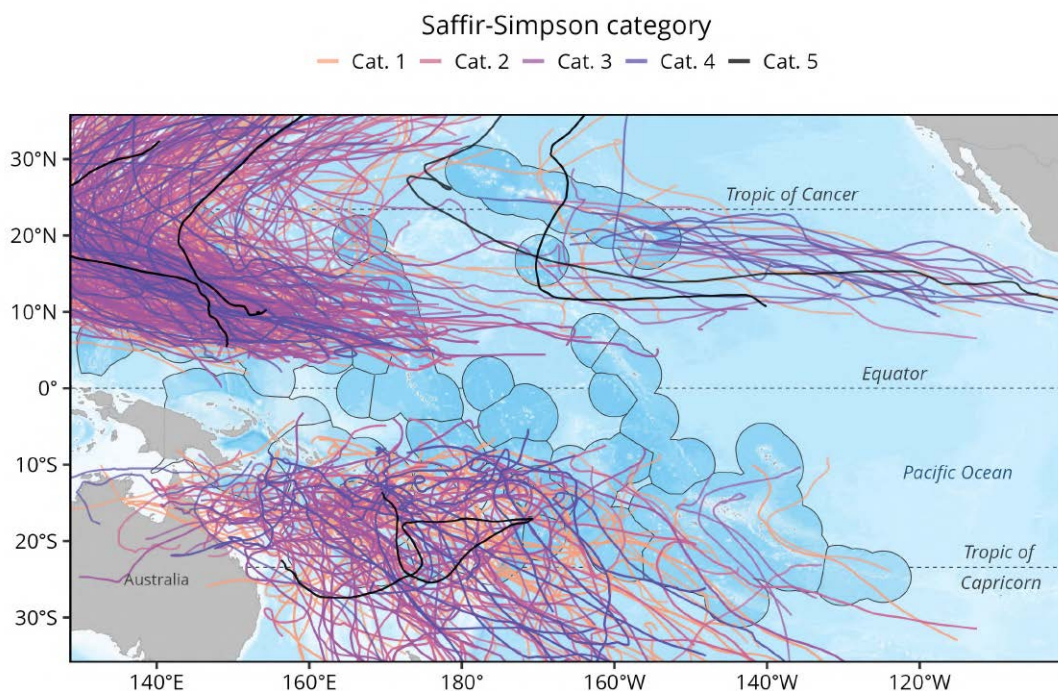 Saffir-Simpson category
Cat. 1 Cat. 2 Cat. 3 Cat. 4 Cat. 5
30°N
Tropic of Cancer
20°N
10°N
Equator
0°
10°S
Pacific Ocean
20°S
Tropic of
Australia
Capricorn
30°S
140°E 160°E 180° 160°W 140°W 120°W